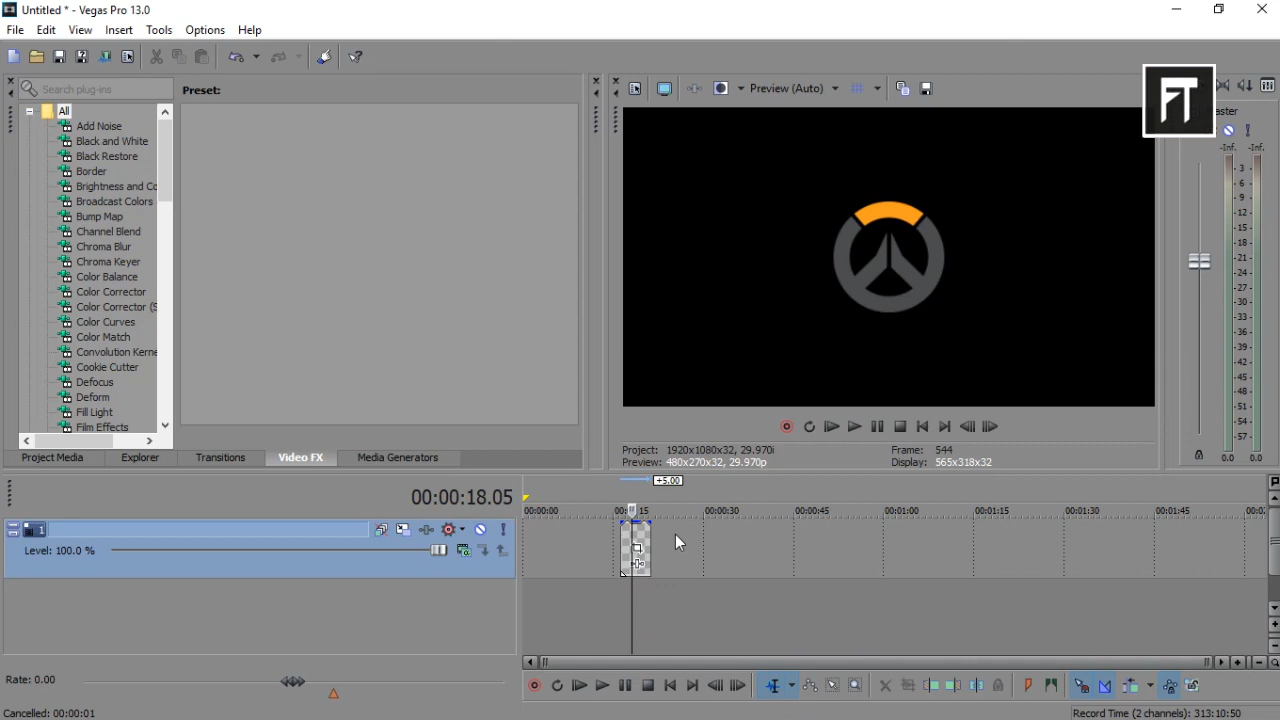 Untitled * - Vegas Pro 13.0
File Edit View Insert Tools Options Help
Search plug-ins
Preset:
Preview (Auto)
FT
All
Add Noise
Black and White
Black Restore
Border
Brightness and Co
Broadcast Colors
Bump Map
Channel Blend
Chroma Blur
Chroma Keyer
Color Balance
Color Corrector
Color Corrector (S
Color Curves
Color Match
Convolution Kerne
Cookie Cutter
Defocus
Deform
Fill Light
Film Effects
aster
-Inf. -Inf.
3
6
9
12
15
18
21
24
27
30
33
36
39
42
45
48
51
54
57
0.0 0.0
Project: 1920x1080x32, 29.970i
Preview: 480x270x32, 29.970p
Frame: 544
Display: 565x318x32
Project Media Explorer Transitions Video FX Media Generators
+5.00
00:00:18.05
00:00:00 00: 15 00:00:30 00:00:45 00:01:00 00:01:15 00:01:30 00:01:45 00:0
1
Level: 100.0 %
Rate: 0.00
Cancelled: 00:00:01
Record Time (2 channels): 313:10:50